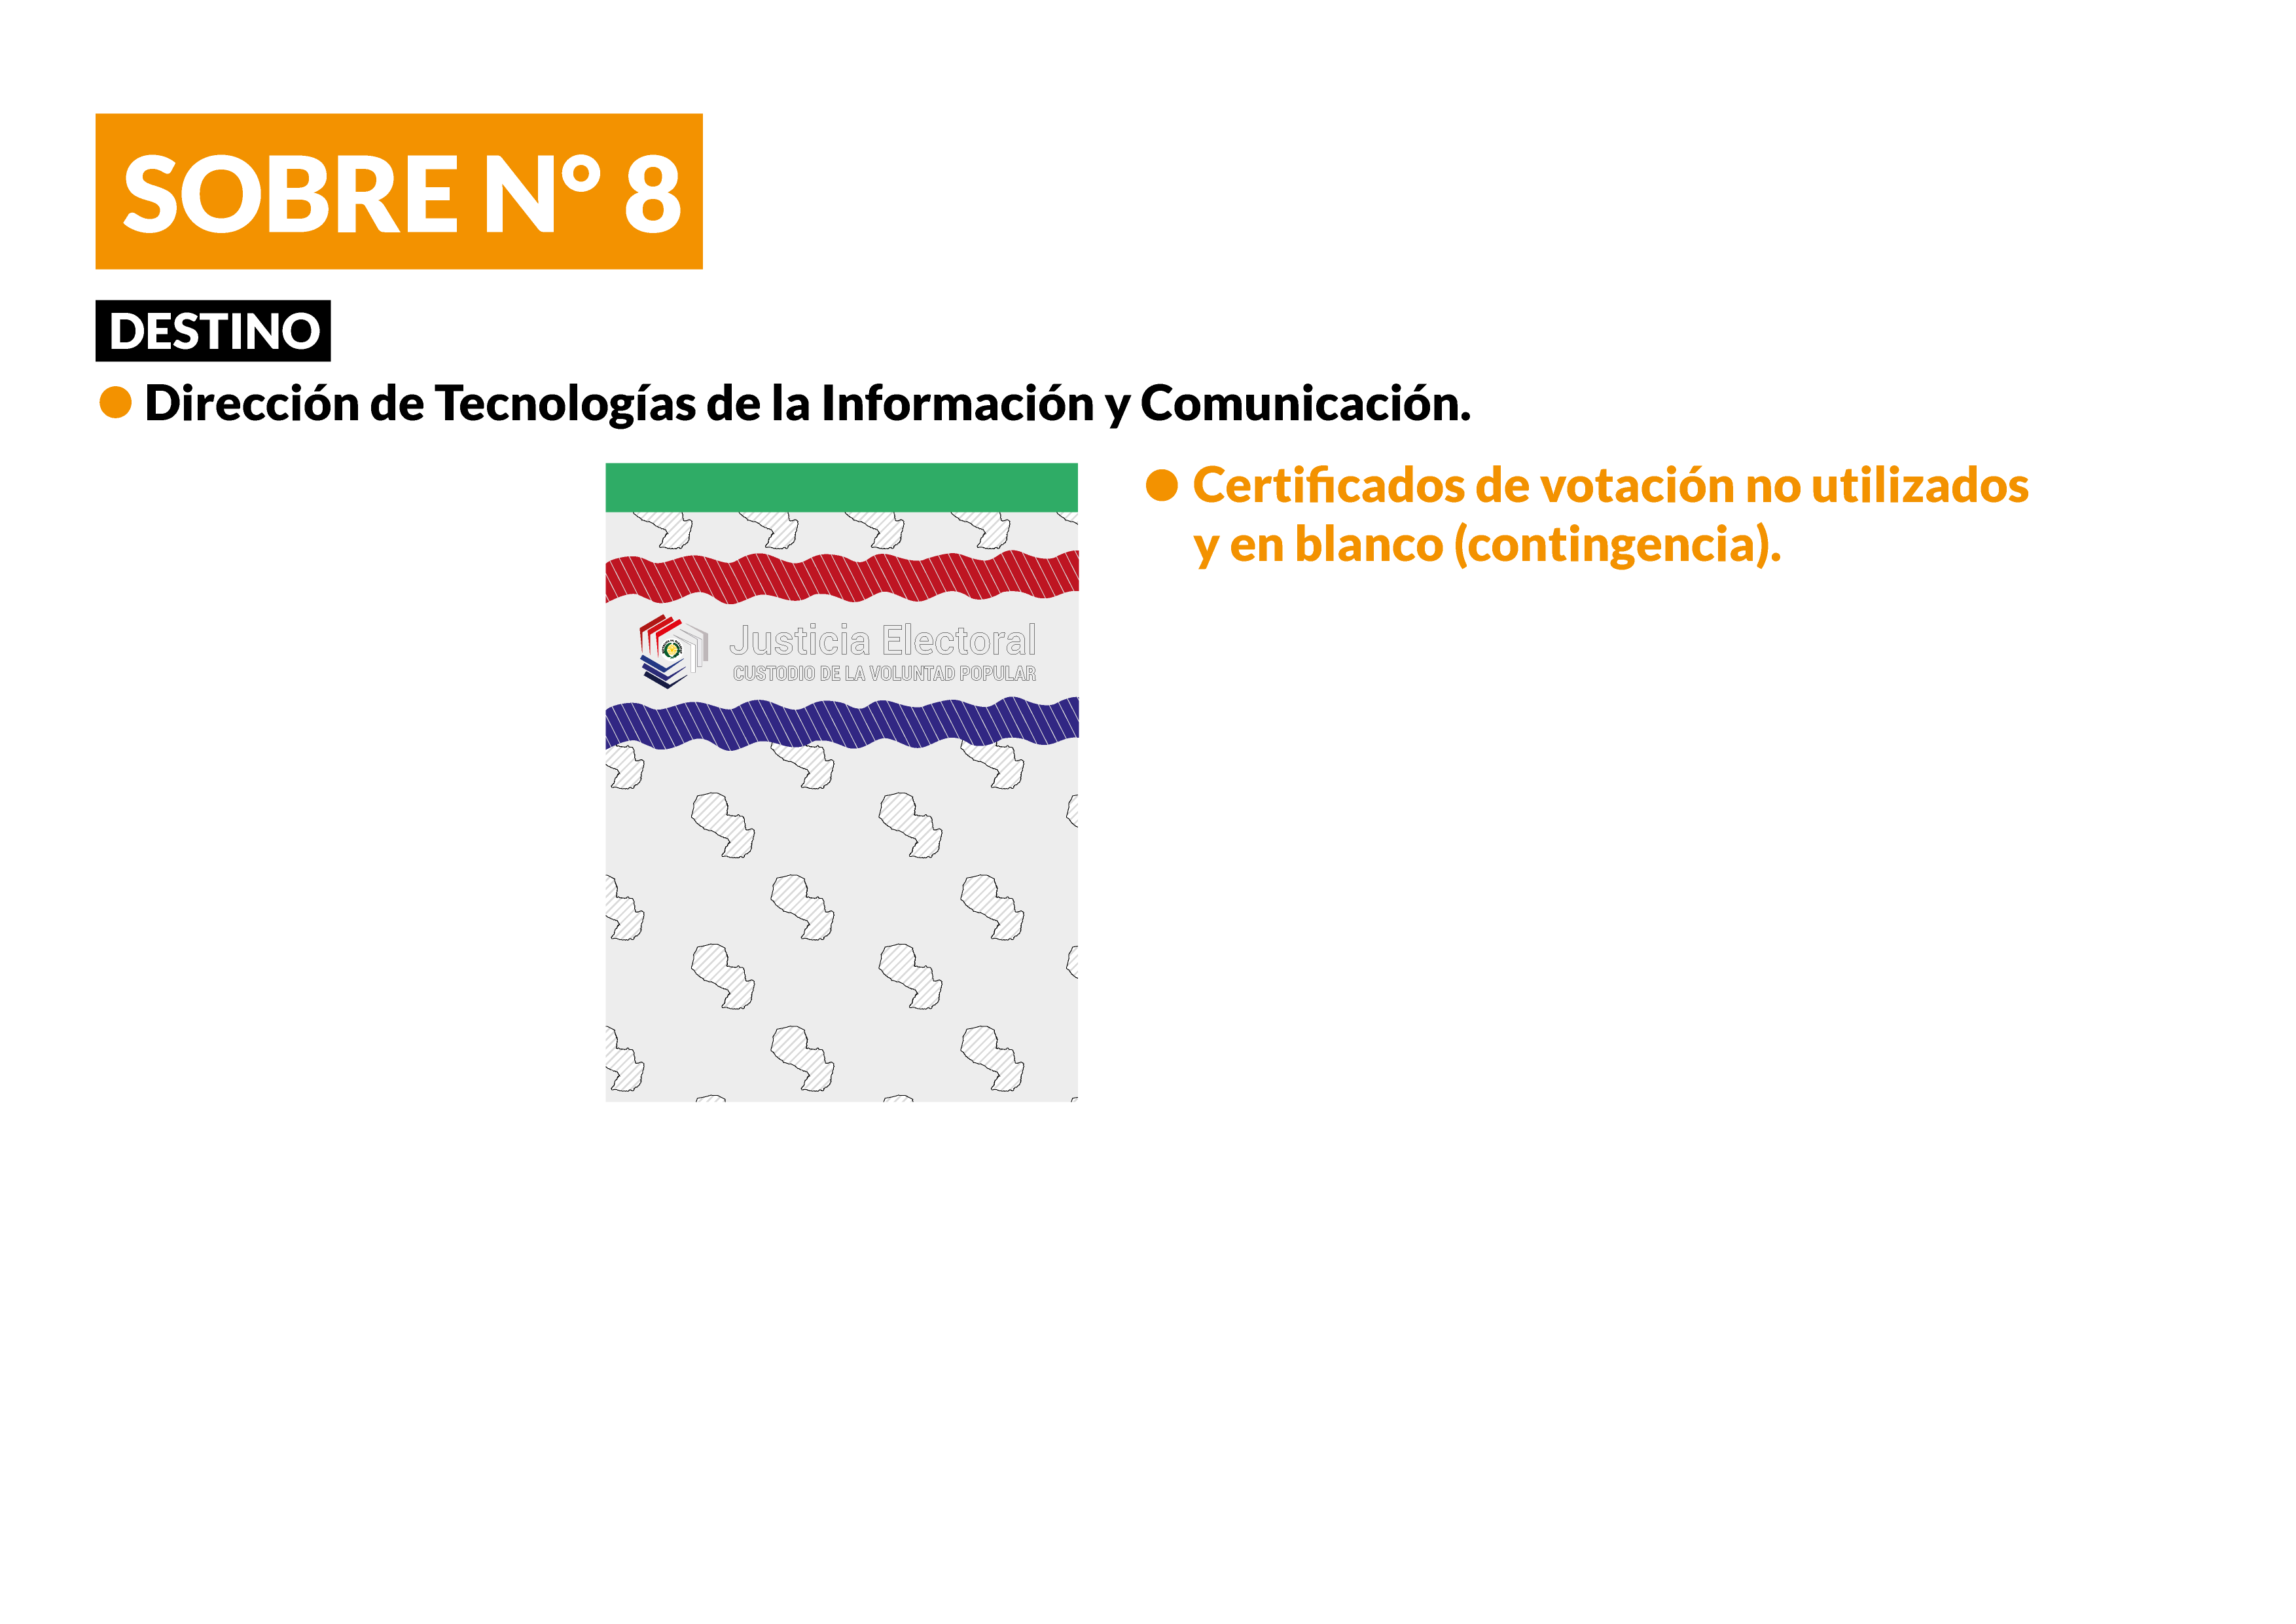 SOBRE N° 8
DESTINO
Dirección de Tecnologías de la Información y Comunicación.
Certificados de votación no utilizados
y en blanco (contingencia).
Justicia Electoral
CUSTODIO DE LA VOLUNTAD POPULAR